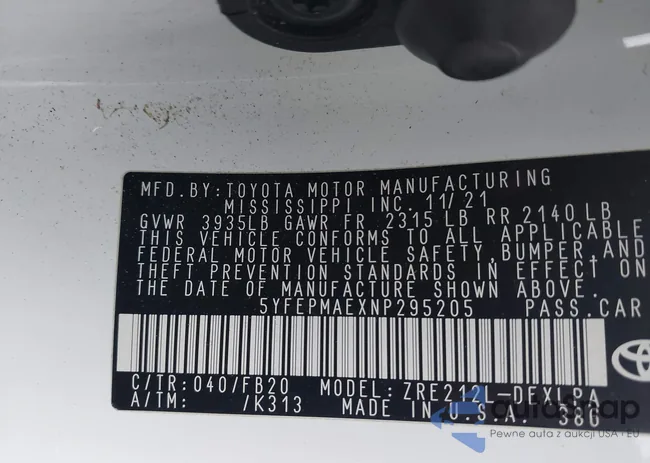 MFD. BY: TOYOTA MOTOR MANUFACTURING
MISSISSIPPI INC. 11/21
GVWR 3935LB GAWR FR 2315 LB RR 2140 LB
THIS VEHICLE CONFORMS TO ALL APPLICABLE
FEDERAL MOTOR VEHICLE SAFETY, BUMPER, AND
THEFT PREVENTION STANDARDS IN EFFECT ON
THE DATE OF MANUFACTURE SHOWN ABOVE.
5YFEPMAEXNP295205 PASS. CAR
C/TR: 040/FB20 MODEL: ZRE212L-DEXLPA
A/TM: /K313 MADE IN U.S.A. 386
autosnap
Pewne auta z aukcji USA i EU